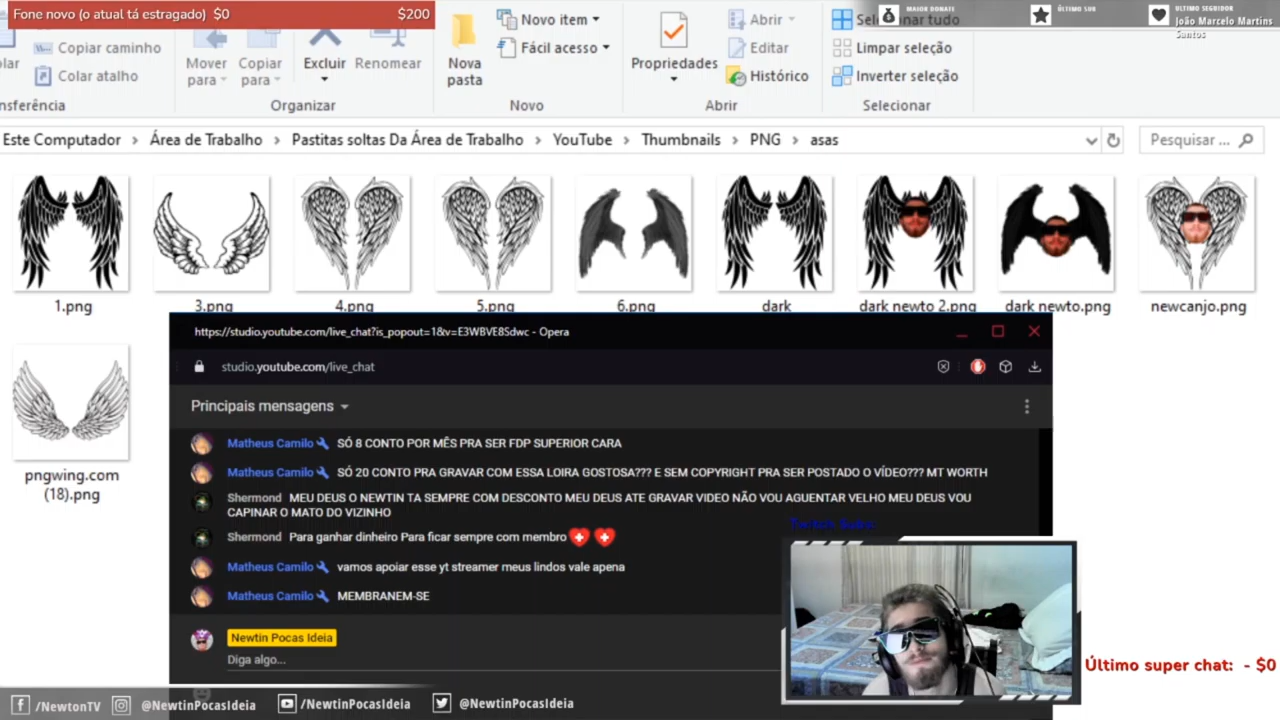 Fone novo (o atual tá estragado) $0
$200
MAIOR DONATE
ÚLTIMO SUB
ULTIMO SEGUIDOR
João Marcelo Martins
Santos
Copiar caminho
Colar atalho
Mover
para
Copiar
para
Excluir
Renomear
Nova
pasta
Novo item
Fácil acesso
Propriedades
Abrir
Editar
Histórico
Selecionar tudo
Limpar seleção
Inverter seleção
Organizar
Novo
Abrir
Selecionar
Este Computador > Área de Trabalho > Pastitas soltas Da Área de Trabalho > YouTube > Thumbnails > PNG > asas
Pesquisar ...
1.png
3.png
4.png
5.png
6.png
dark
dark newto 2.png
dark newto.png
newcanjo.png
pngwing.com
(18).png
https://studio.youtube.com/live_chat?is_popout=1&v=E3WBVE8Sdwc - Opera
studio.youtube.com/live_chat
Principais mensagens
Matheus Camilo SÓ 8 CONTO POR MÊS PRA SER FDP SUPERIOR CARA
Matheus Camilo SÓ 20 CONTO PRA GRAVAR COM ESSA LOIRA GOSTOSA??? E SEM COPYRIGHT PRA SER POSTADO O VÍDEO??? MT WORTH
Shermond MEU DEUS O NEWTIN TA SEMPRE COM DESCONTO MEU DEUS ATE GRAVAR VIDEO NÃO VOU AGUENTAR VELHO MEU DEUS VOU
CAPINAR O MATO DO VIZINHO
Shermond Para ganhar dinheiro Para ficar sempre com membro
Matheus Camilo vamos apoiar esse yt streamer meus lindos vale apena
Matheus Camilo MEMBRANEM-SE
Newtin Pocas Ideia
Diga algo...
Último super chat: - $0
/NewtonTV
@NewtinPocasIdeia
/NewtinPocasIdeia
@NewtinPocasIdeia